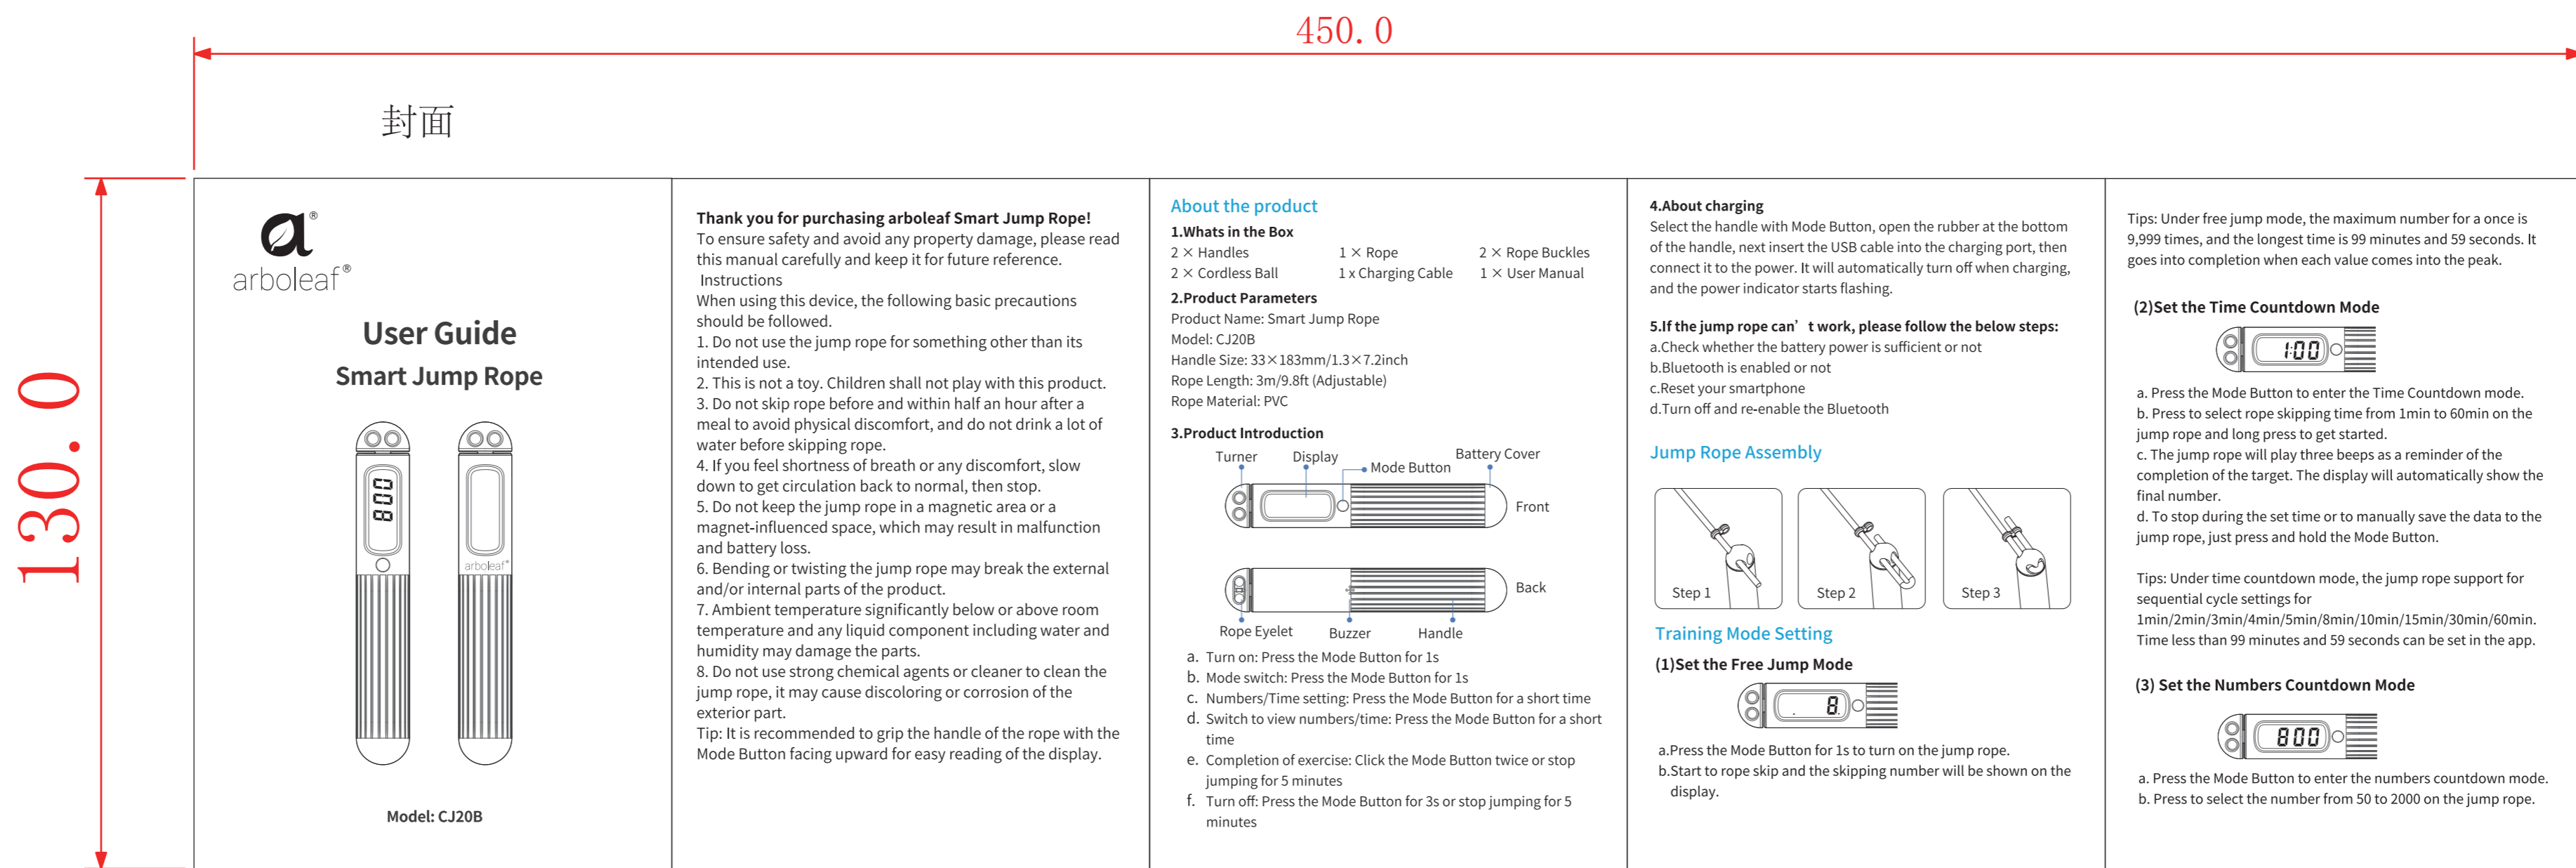 450.0
封面
130.0
a®
arboleaf®
User Guide
Smart Jump Rope
008
arboleaf®
Model: CJ20B
Thank you for purchasing arboleaf Smart Jump Rope!
To ensure safety and avoid any property damage, please read
this manual carefully and keep it for future reference.
Instructions
When using this device, the following basic precautions
should be followed.
1. Do not use the jump rope for something other than its
intended use.
2. This is not a toy. Children shall not play with this product.
3. Do not skip rope before and within half an hour after a
meal to avoid physical discomfort, and do not drink a lot of
water before skipping rope.
4. If you feel shortness of breath or any discomfort, slow
down to get circulation back to normal, then stop.
5. Do not keep the jump rope in a magnetic area or a
magnet-influenced space, which may result in malfunction
and battery loss.
6. Bending or twisting the jump rope may break the external
and/or internal parts of the product.
7. Ambient temperature significantly below or above room
temperature and any liquid component including water and
humidity may damage the parts.
8. Do not use strong chemical agents or cleaner to clean the
jump rope, it may cause discoloring or corrosion of the
exterior part.
Tip: It is recommended to grip the handle of the rope with the
Mode Button facing upward for easy reading of the display.
About the product
1.Whats in the Box
2 × Handles 1 × Rope 2 × Rope Buckles
2 × Cordless Ball 1 x Charging Cable 1 × User Manual
2.Product Parameters
Product Name: Smart Jump Rope
Model: CJ20B
Handle Size: 33×183mm/1.3×7.2inch
Rope Length: 3m/9.8ft (Adjustable)
Rope Material: PVC
3.Product Introduction
Turner Display Mode Button Battery Cover
Front
Back
Rope Eyelet Buzzer Handle
a. Turn on: Press the Mode Button for 1s
b. Mode switch: Press the Mode Button for 1s
c. Numbers/Time setting: Press the Mode Button for a short time
d. Switch to view numbers/time: Press the Mode Button for a short
time
e. Completion of exercise: Click the Mode Button twice or stop
jumping for 5 minutes
f. Turn off: Press the Mode Button for 3s or stop jumping for 5
minutes
4.About charging
Select the handle with Mode Button, open the rubber at the bottom
of the handle, next insert the USB cable into the charging port, then
connect it to the power. It will automatically turn off when charging,
and the power indicator starts flashing.
5.If the jump rope can’t work, please follow the below steps:
a.Check whether the battery power is sufficient or not
b.Bluetooth is enabled or not
c.Reset your smartphone
d.Turn off and re-enable the Bluetooth
Jump Rope Assembly
Step 1 Step 2 Step 3
Training Mode Setting
(1)Set the Free Jump Mode
8.
a.Press the Mode Button for 1s to turn on the jump rope.
b.Start to rope skip and the skipping number will be shown on the
display.
Tips: Under free jump mode, the maximum number for a once is
9,999 times, and the longest time is 99 minutes and 59 seconds. It
goes into completion when each value comes into the peak.
(2)Set the Time Countdown Mode
1:00
a. Press the Mode Button to enter the Time Countdown mode.
b. Press to select rope skipping time from 1min to 60min on the
jump rope and long press to get started.
c. The jump rope will play three beeps as a reminder of the
completion of the target. The display will automatically show the
final number.
d. To stop during the set time or to manually save the data to the
jump rope, just press and hold the Mode Button.
Tips: Under time countdown mode, the jump rope support for
sequential cycle settings for
1min/2min/3min/4min/5min/8min/10min/15min/30min/60min.
Time less than 99 minutes and 59 seconds can be set in the app.
(3) Set the Numbers Countdown Mode
800
a. Press the Mode Button to enter the numbers countdown mode.
b. Press to select the number from 50 to 2000 on the jump rope.